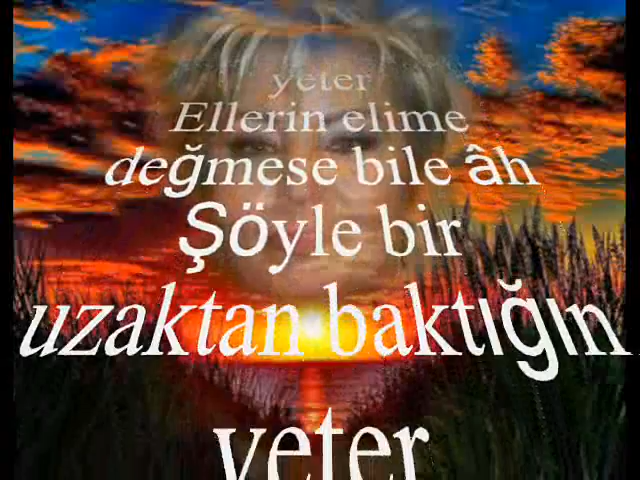 yeter
Ellerin elime
değmese bile âh
Şöyle bir
uzaktan baktığın
yeter